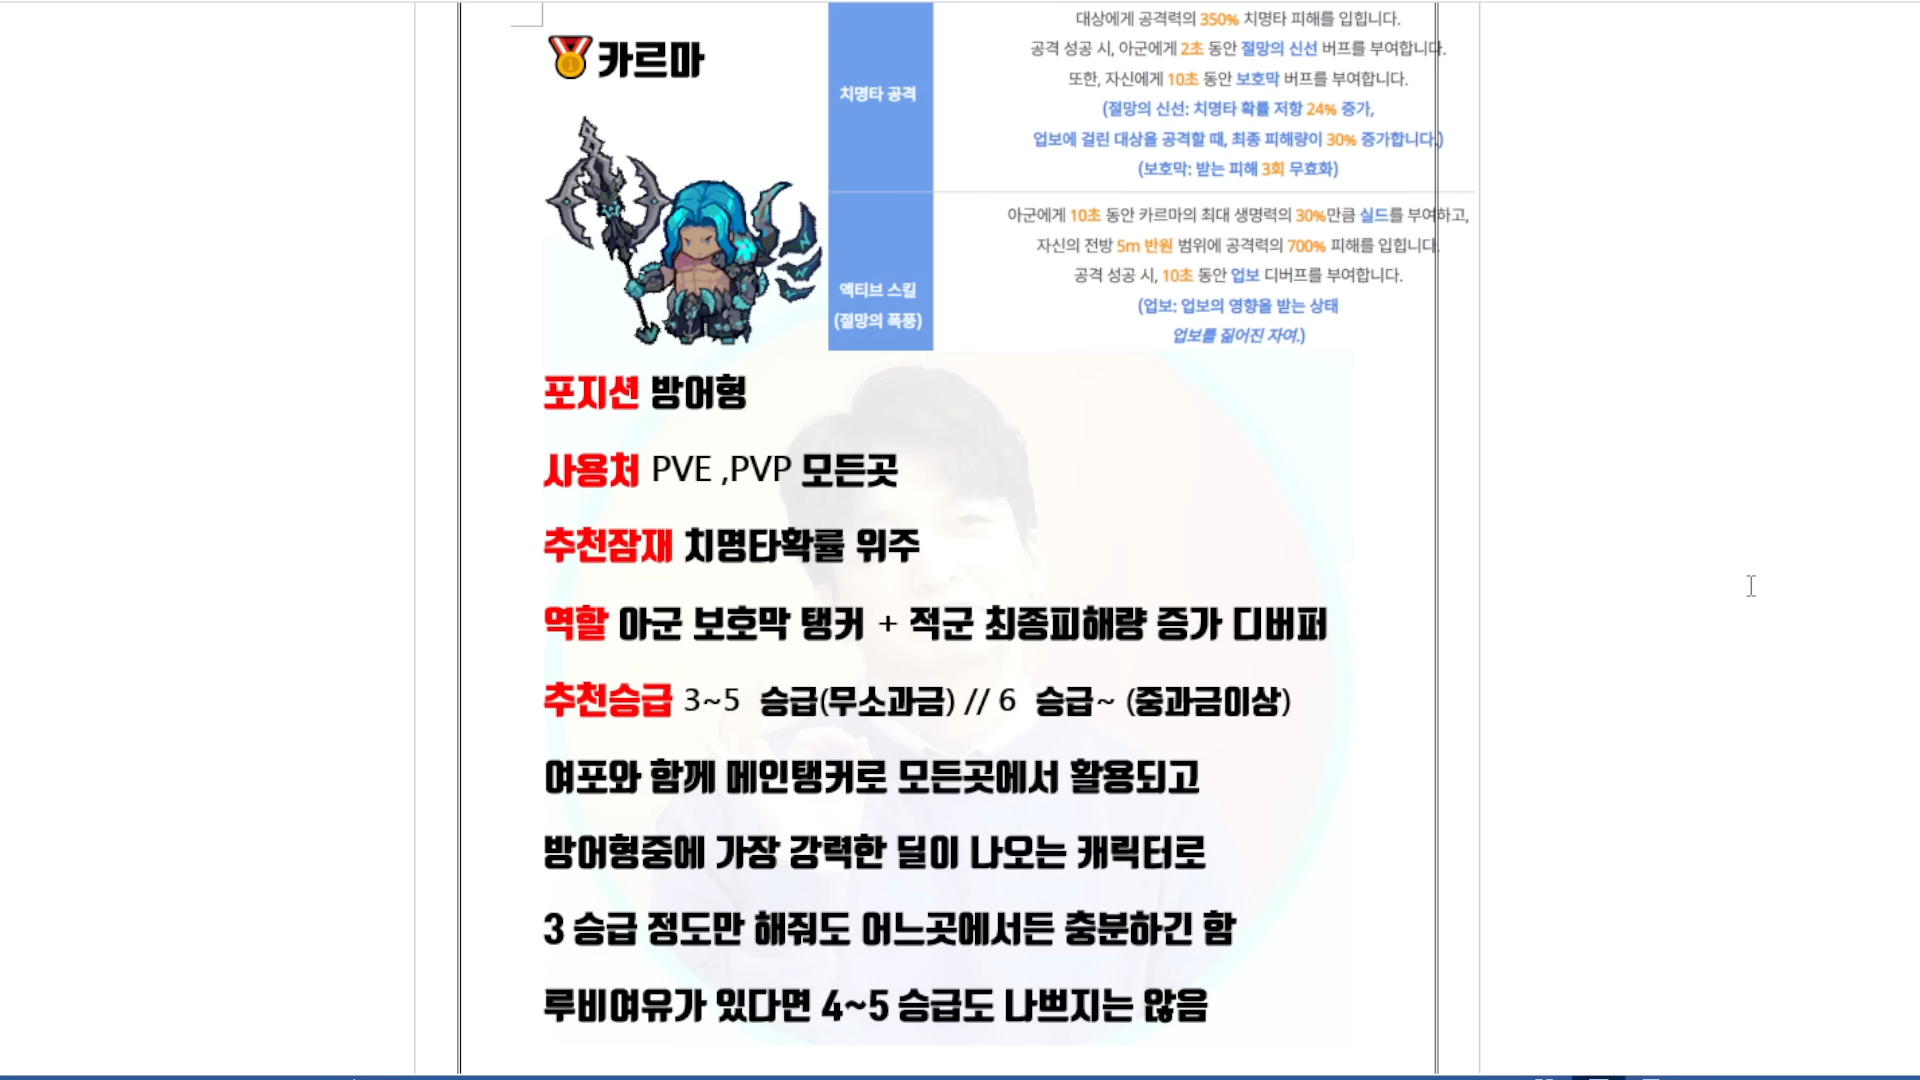 카르마
치명타 공격
대상에게 공격력의 350% 치명타 피해를 입힙니다.
공격 성공 시, 아군에게 2초 동안 절망의 신선 버프를 부여합니다.
또한, 자신에게 10초 동안 보호막 버프를 부여합니다.
(절망의 신선: 치명타 확률 저항 24% 증가,
업보에 걸린 대상을 공격할 때, 최종 피해량이 30% 증가합니다.)
(보호막: 받는 피해 3회 무효화)
액티브 스킬
(절망의 폭풍)
아군에게 10초 동안 카르마의 최대 생명력의 30%만큼 실드를 부여하고,
자신의 전방 5m 반원 범위에 공격력의 700% 피해를 입힙니다.
공격 성공 시, 10초 동안 업보 디버프를 부여합니다.
(업보: 업보의 영향을 받는 상태
업보를 짊어진 자여.)
포지션 방어형
사용처 PVE ,PVP 모든곳
추천잠재 치명타확률 위주
역할 아군 보호막 탱커 + 적군 최종피해량 증가 디버퍼
추천승급 3~5 승급(무소과금) // 6 승급~ (중과금이상)
여포와 함께 메인탱커로 모든곳에서 활용되고
방어형중에 가장 강력한 딜이 나오는 캐릭터로
3 승급 정도만 해줘도 어느곳에서든 충분하긴 함
루비여유가 있다면 4~5 승급도 나쁘지는 않음